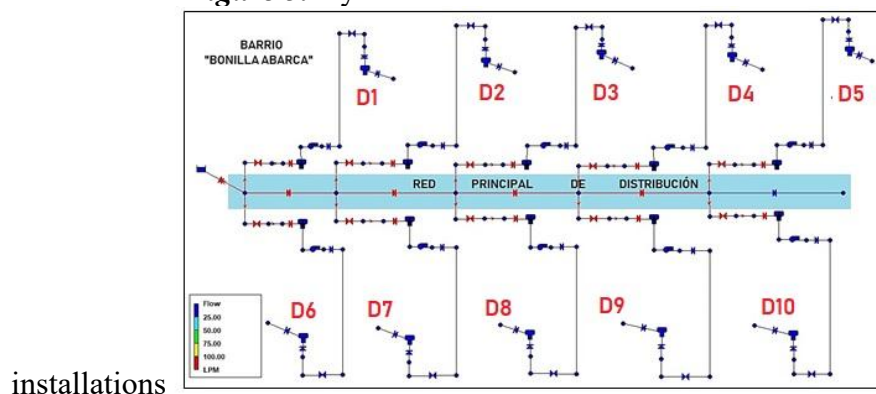 BARRIO
"BONILLA ABARCA"
D1
D2
D3
D4
D5
RED PRINCIPAL DE DISTRIBUCIÓN
D6
D7
D8
D9
D10
Flow
25.00
50.00
75.00
100.00
LPM
installations